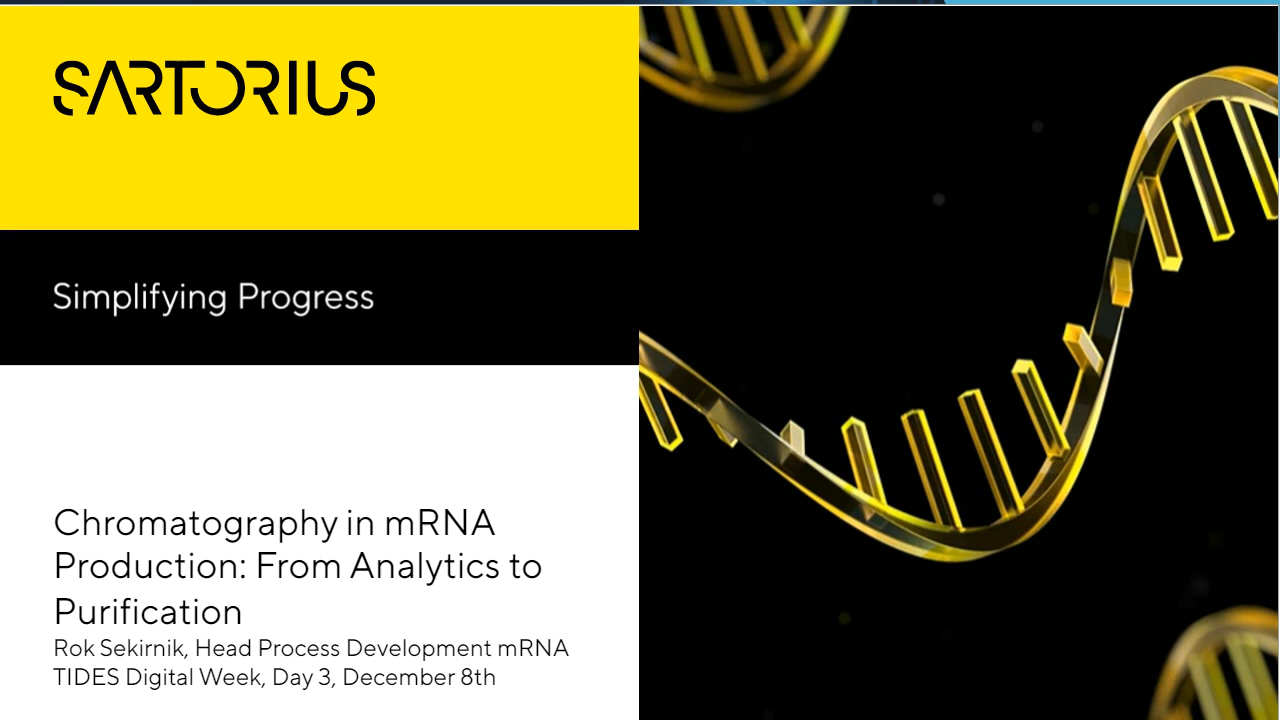 SARTORIUS
Simplifying Progress
Chromatography in mRNA
Production: From Analytics to
Purification
Rok Sekirnik, Head Process Development mRNA
TIDES Digital Week, Day 3, December 8th